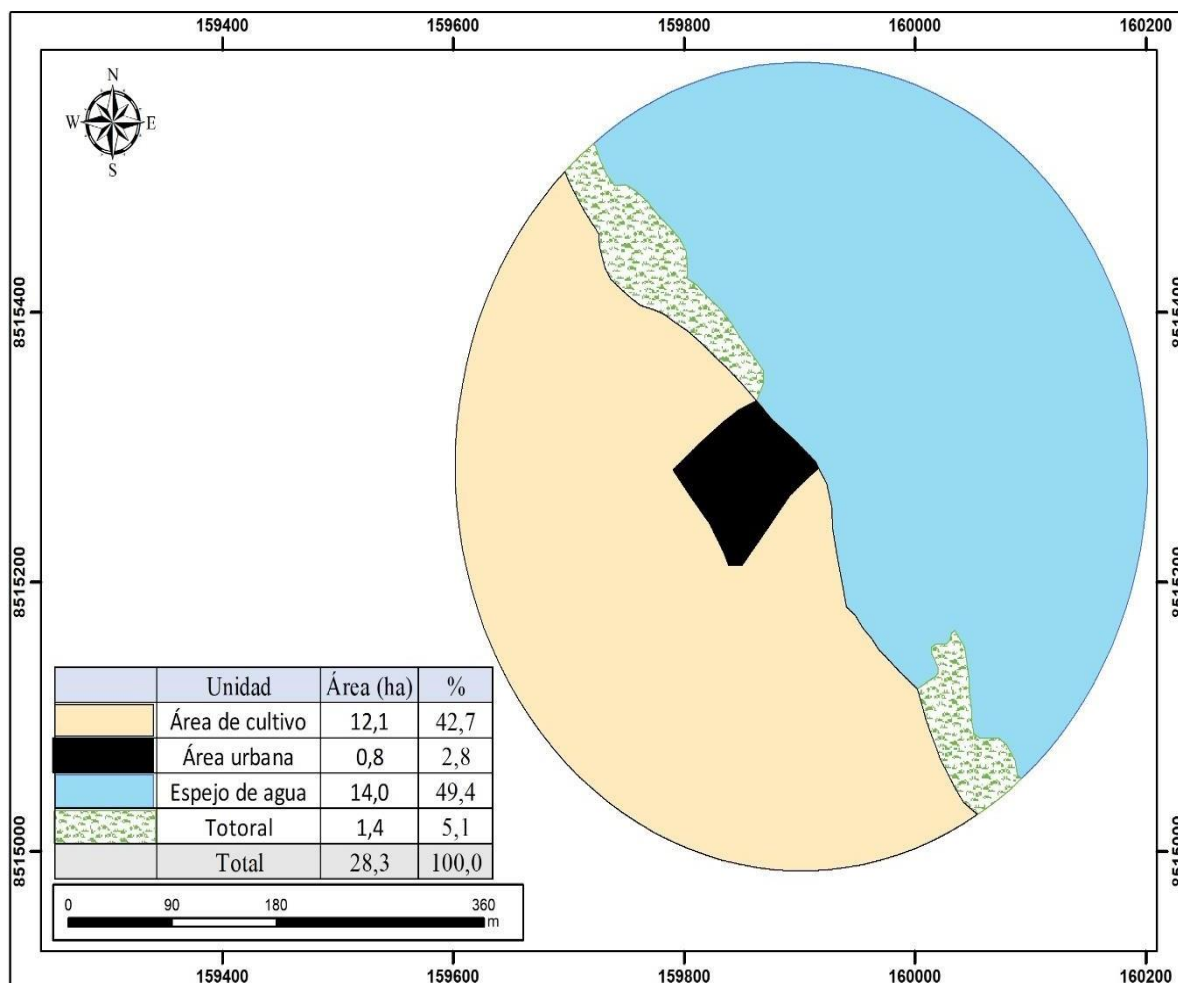 159400 159600 159800 160000 160200
N
W E
S
8515400 8515400
8515200 8515200
Unidad Área (ha) %
Área de cultivo 12,1 42,7
Área urbana 0,8 2,8
Espejo de agua 14,0 49,4
Totoral 1,4 5,1
Total 28,3 100,0
8515000 8515000
0 90 180 360
m
159400 159600 159800 160000 160200